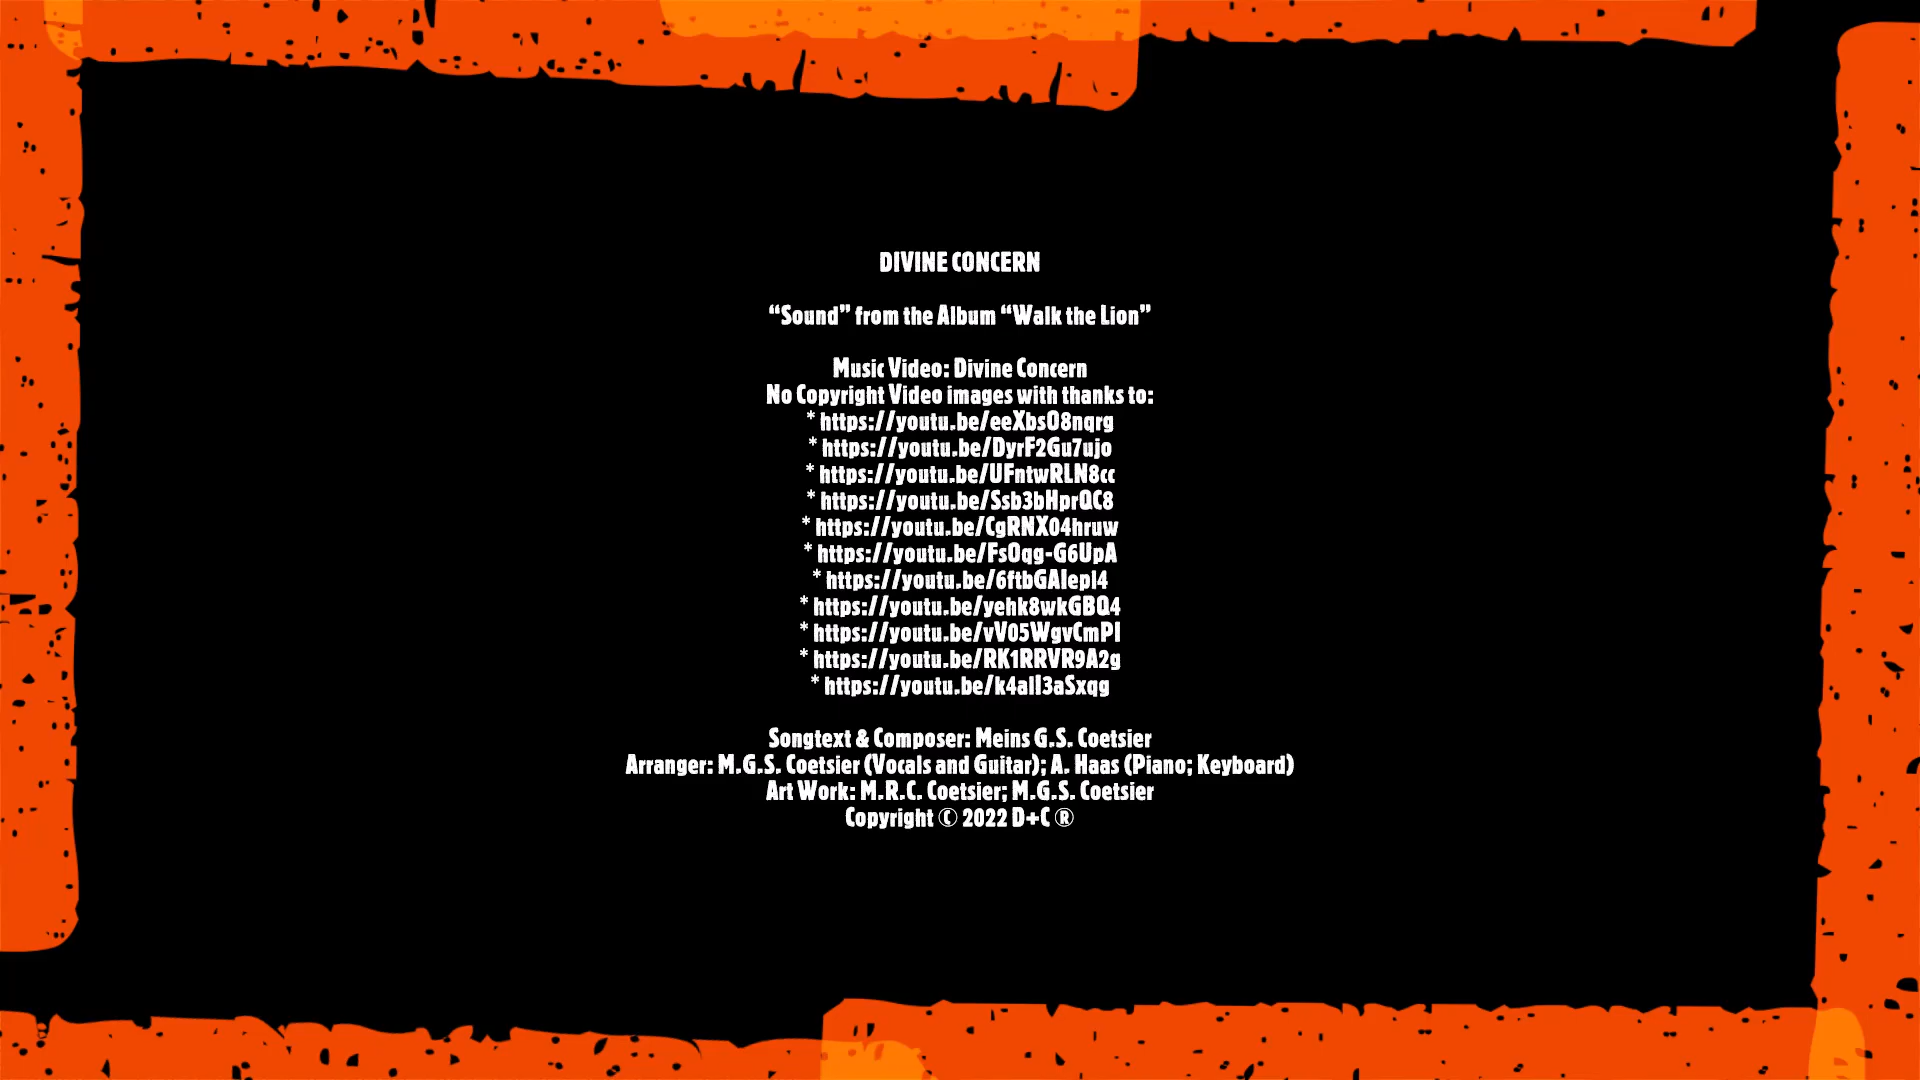 DIVINE CONCERN
“Sound” from the Album “Walk the Lion”
Music Video: Divine Concern
No Copyright Video images with thanks to:
* https://youtu.be/eeXbsO8nqrg
* https://youtu.be/DyrF2Gu7ujo
* https://youtu.be/UFntwRLN8cc
* https://youtu.be/Ssb3bHprQC8
* https://youtu.be/CgRNXO4hruw
* https://youtu.be/FsOqg-G6UpA
* https://youtu.be/6ftbGAIepI4
* https://youtu.be/yehk8wkGBQ4
* https://youtu.be/vV05WgvCmPI
* https://youtu.be/RK1RRVR9A2g
* https://youtu.be/k4alI3aSxqg
Songtext & Composer: Meins G.S. Coetsier
Arranger: M.G.S. Coetsier (Vocals and Guitar); A. Haas (Piano; Keyboard)
Art Work: M.R.C. Coetsier; M.G.S. Coetsier
Copyright © 2022 D+C ®